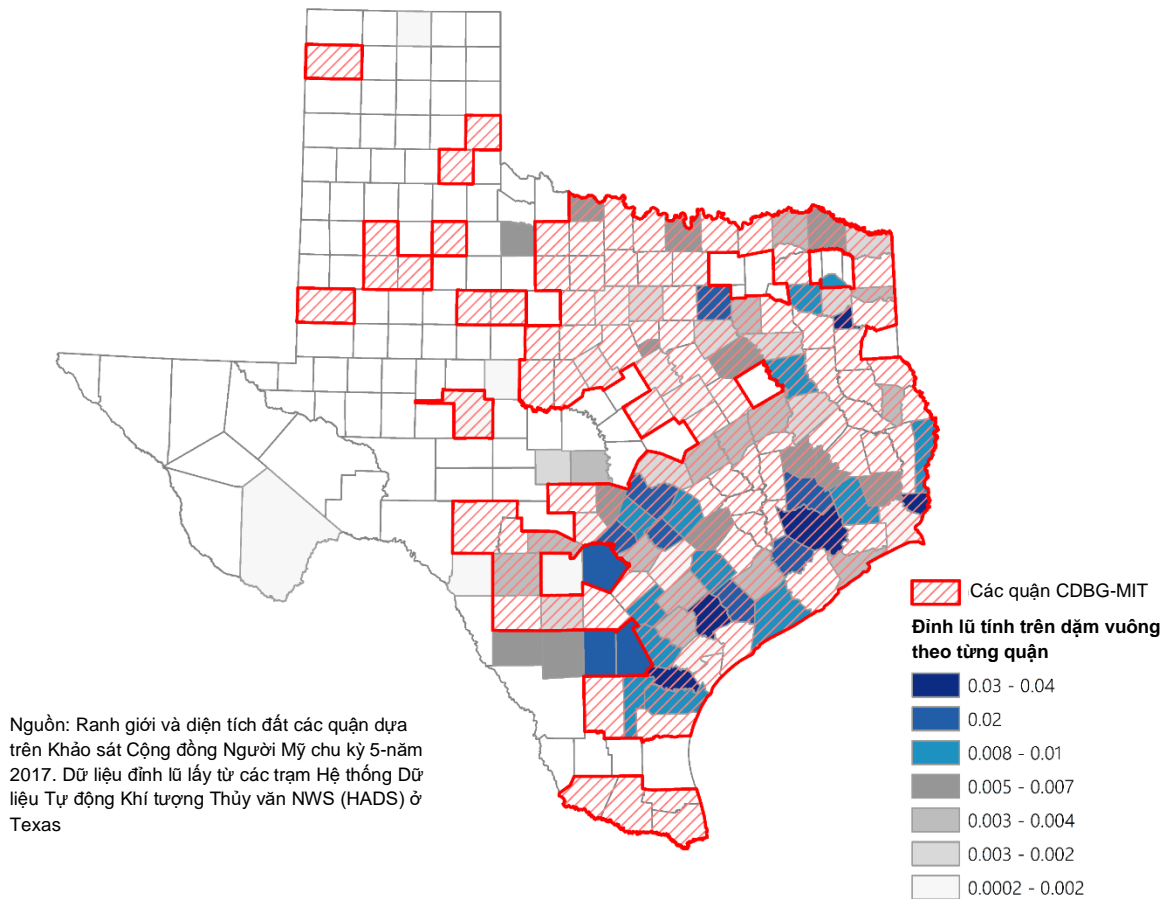 Các quận CDBG-MIT
Đỉnh lũ tính trên dặm vuông
theo từng quận
0.03 - 0.04
0.02
0.008 - 0.01
0.005 - 0.007
0.003 - 0.004
0.003 - 0.002
0.0002 - 0.002
Nguồn: Ranh giới và diện tích đất các quận dựa
trên Khảo sát Cộng đồng Người Mỹ chu kỳ 5-năm
2017. Dữ liệu đỉnh lũ lấy từ các trạm Hệ thống Dữ
liệu Tự động Khí tượng Thủy văn NWS (HADS) ở
Texas